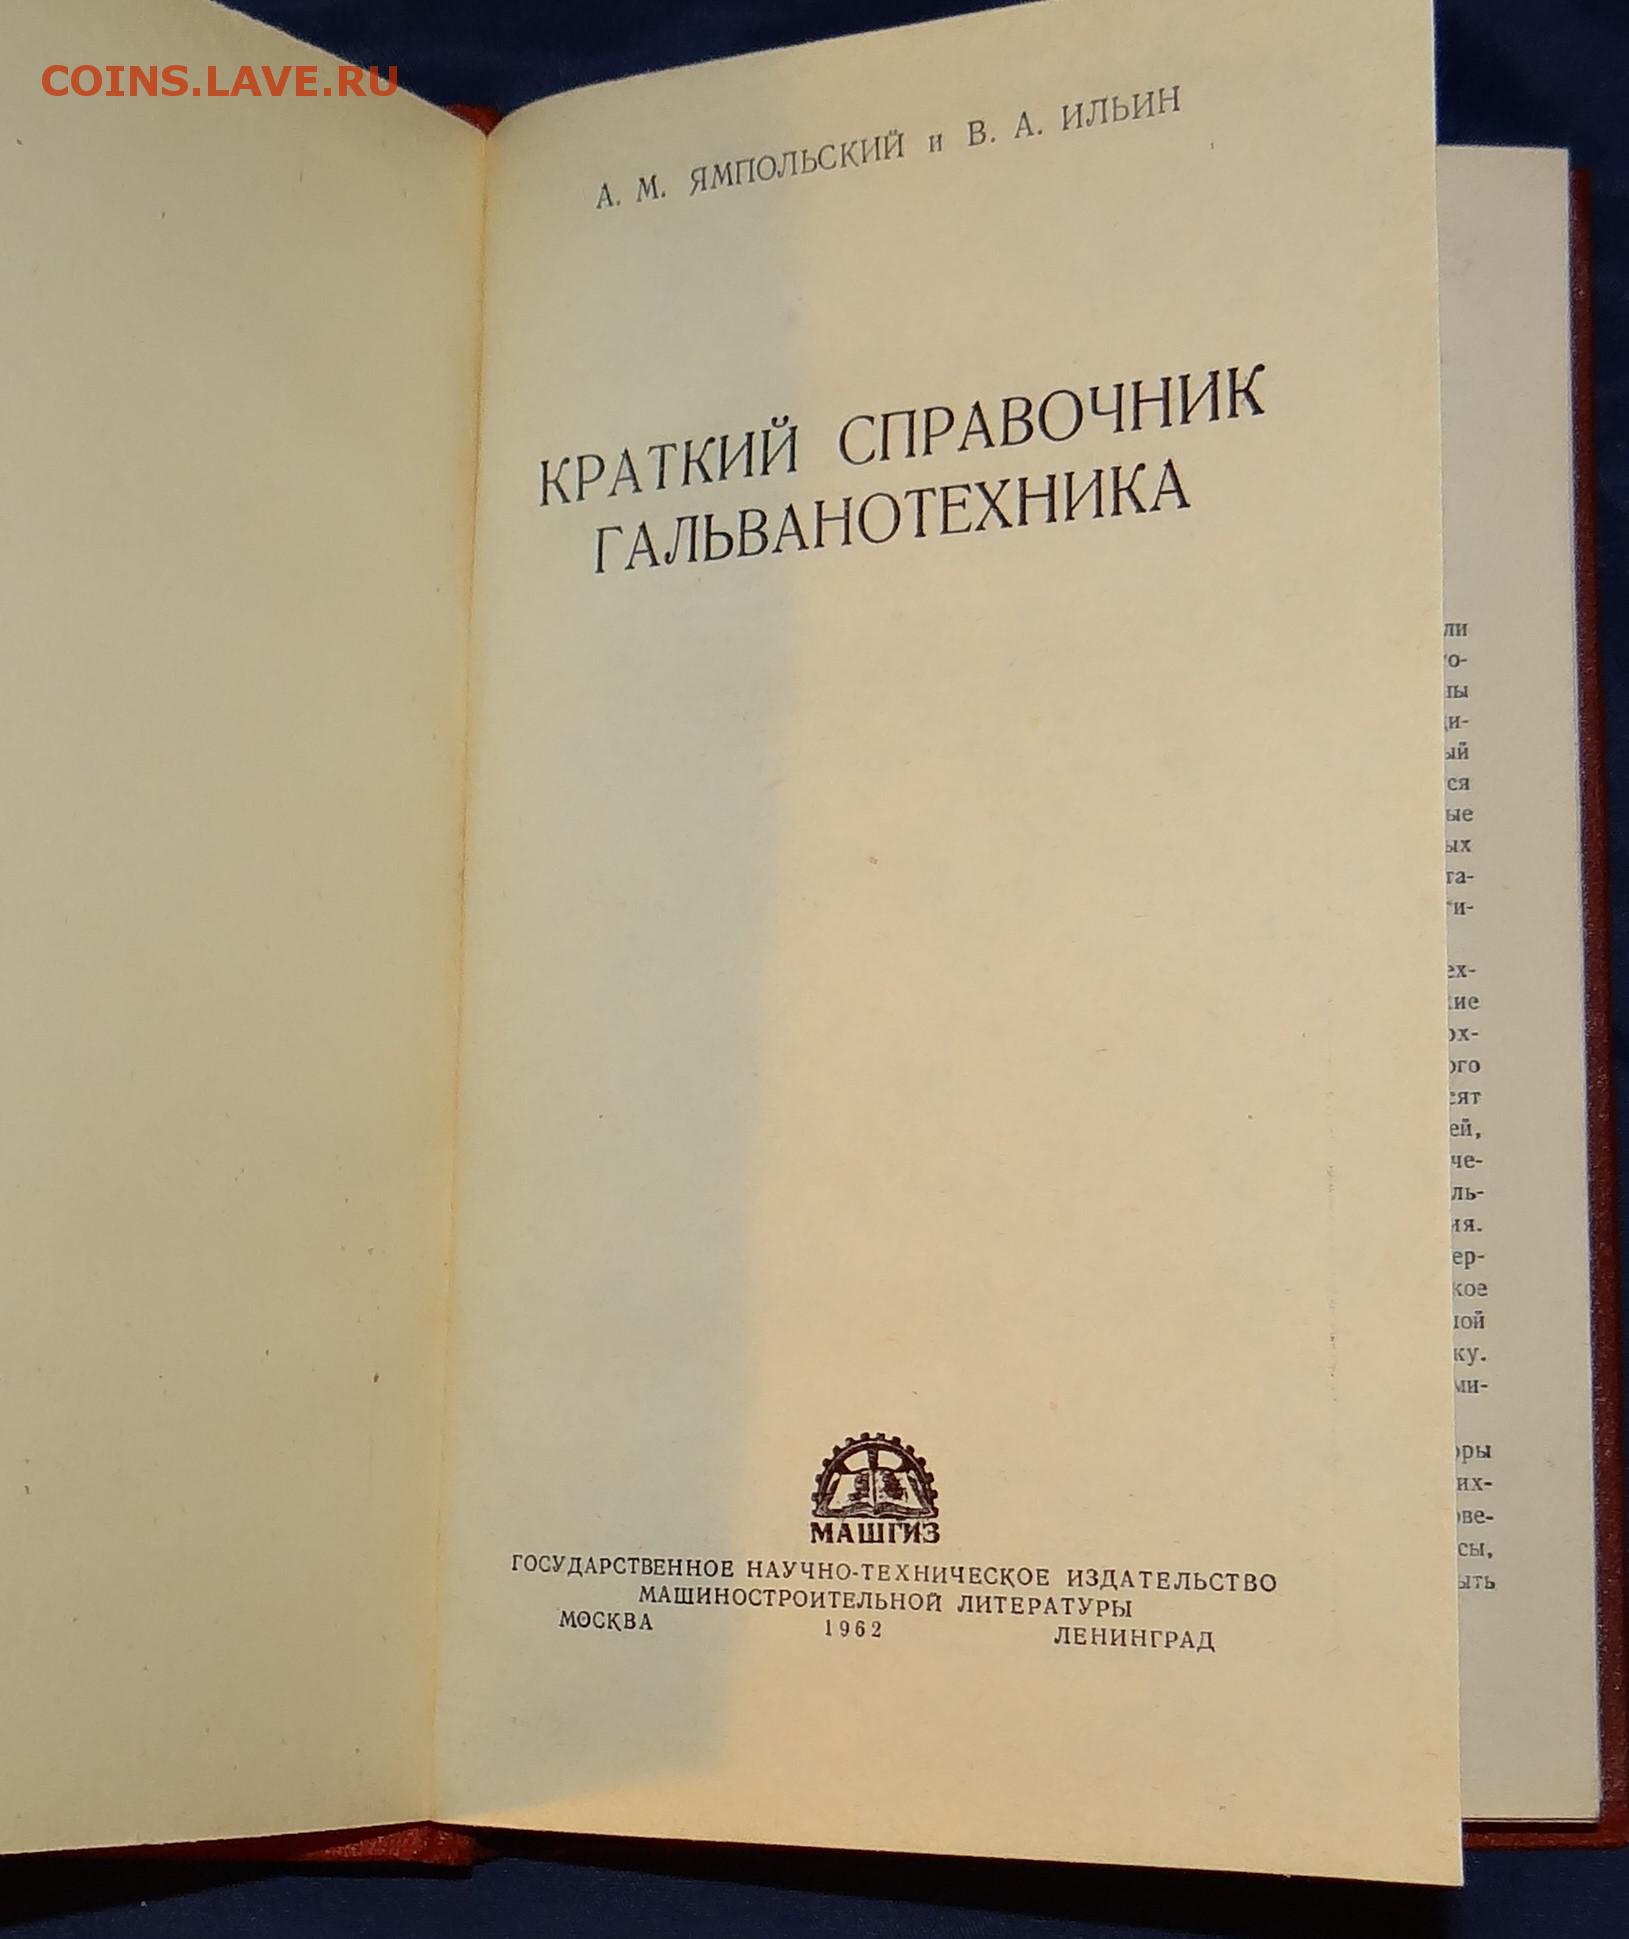 COINS.LAVE.RU
А. М. ЯМПОЛЬСКИЙ и В. А. ИЛЬИН
КРАТКИЙ СПРАВОЧНИК
ГАЛЬВАНОТЕХНИКА
МАШГИЗ
ГОСУДАРСТВЕННОЕ НАУЧНО-ТЕХНИЧЕСКОЕ ИЗДАТЕЛЬСТВО
МАШИНОСТРОИТЕЛЬНОЙ ЛИТЕРАТУРЫ
МОСКВА 1962 ЛЕНИНГРАД